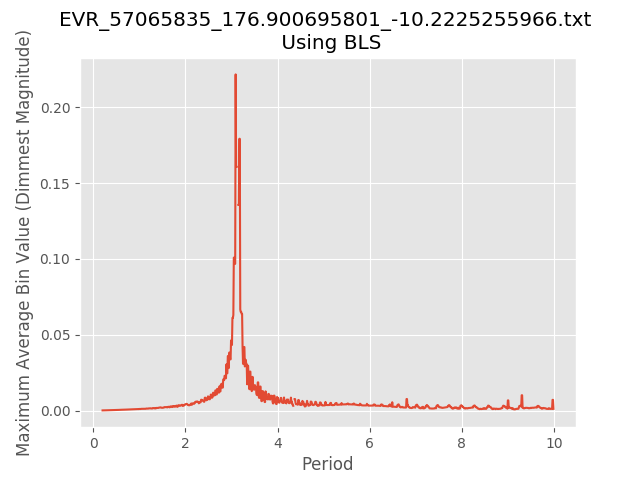 EVR_57065835_176.900695801_-10.2225255966.txt
Using BLS
Maximum Average Bin Value (Dimmest Magnitude)
0.20
0.15
0.10
0.05
0.00
0 2 4 6 8 10
Period